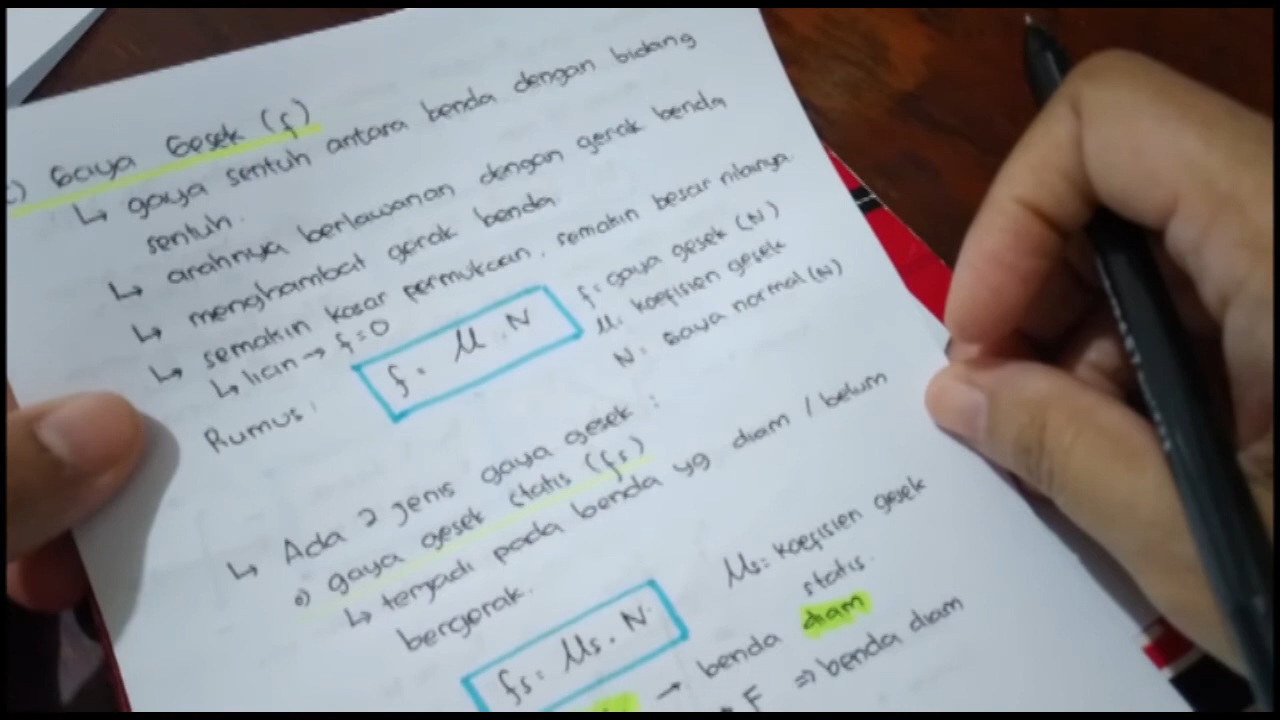 c) Gaya Gesek (f)
↳ gaya sentuh antara benda dengan bidang
sentuh.
↳ arahnya berlawanan dengan gerak benda
↳ menghambat gerak benda
↳ semakin kasar permukaan, semakin besar nilainya
↳ licin → f = 0
Rumus: f = μ . N
f = gaya gesek (N)
μ = koefisien gesek
N = Gaya normal (N)
↳ Ada 2 jenis gaya gesek :
•) gaya gesek statis (fs)
↳ terjadi pada benda yg diam / belum
bergerak.
fs = μs . N
μs = koefisien gesek
statis.
→ benda diam
F ⇒ benda diam